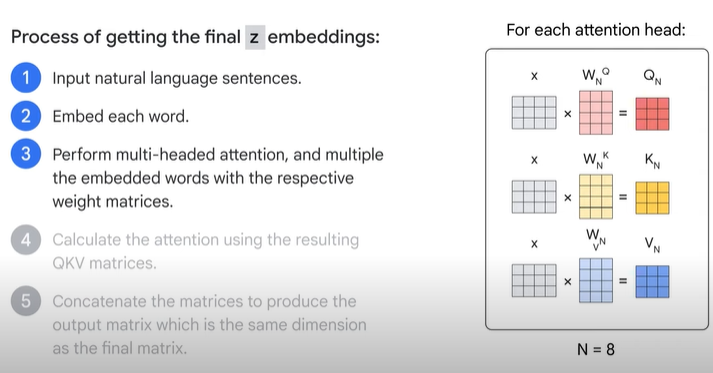 Process of getting the final z embeddings:
1 Input natural language sentences.
2 Embed each word.
3 Perform multi-headed attention, and multiple
the embedded words with the respective
weight matrices.
4 Calculate the attention using the resulting
QKV matrices.
5 Concatenate the matrices to produce the
output matrix which is the same dimension
as the final matrix.
For each attention head:
x W_N^Q Q_N
× =
x W_N^K K_N
× =
x W_N^V V_N
× =
N = 8